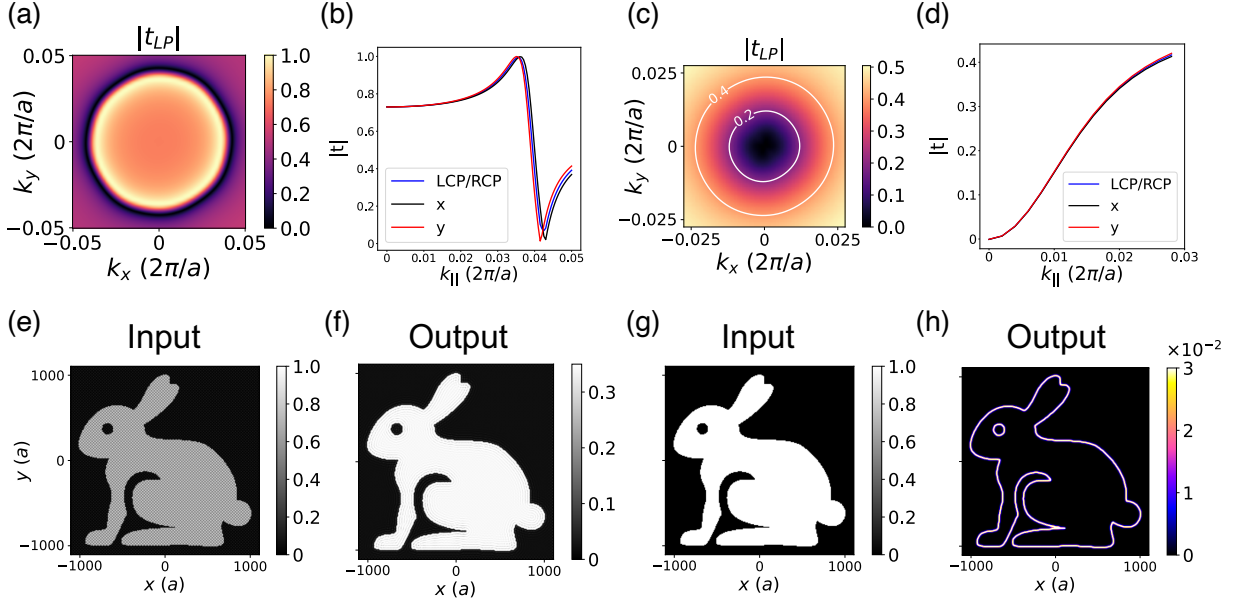 (a)
|t_{LP}|
0.05
0
−0.05
−0.05
0
0.05
k_y (2π/a)
k_x (2π/a)
1.0
0.8
0.6
0.4
0.2
0.0
(b)
|t|
1.0
0.8
0.6
0.4
0.2
0
0.00
0.01
0.02
0.03
0.04
0.05
k_{||} (2π/a)
LCP/RCP
x
y
(c)
|t_{LP}|
0.025
0
−0.025
−0.025
0
0.025
k_y (2π/a)
k_x (2π/a)
0.4
0.2
0.5
0.4
0.3
0.2
0.1
0.0
(d)
|t|
0.4
0.3
0.2
0.1
0
0.00
0.01
0.02
0.03
k_{||} (2π/a)
LCP/RCP
x
y
(e)
Input
1000
0
−1000
y (a)
−1000
0
1000
x (a)
1.0
0.8
0.6
0.4
0.2
0
(f)
Output
−1000
0
1000
x (a)
0.3
0.2
0.1
0
(g)
Input
−1000
0
1000
x (a)
1.0
0.8
0.6
0.4
0.2
0
(h)
Output
×10^{−2}
−1000
0
1000
x (a)
3
2
1
0